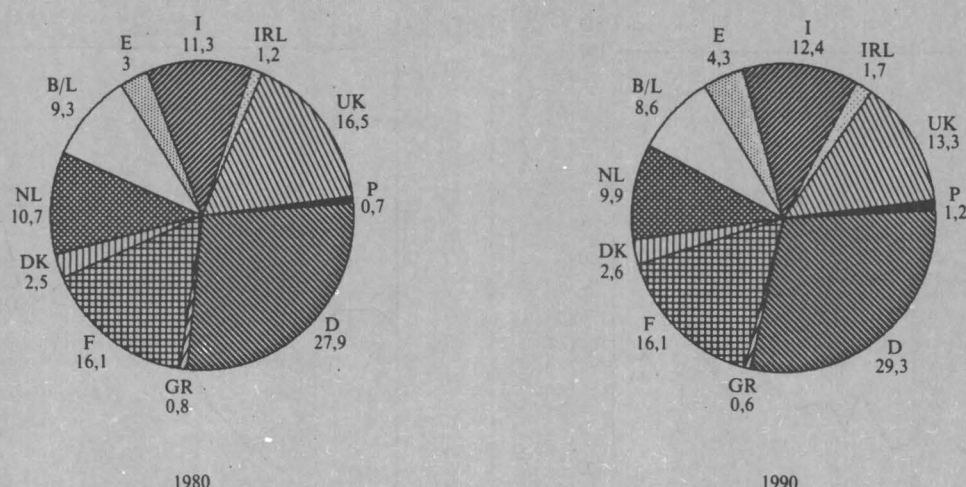 I
11,3
IRL
1,2
UK
16,5
P
0,7
D
27,9
GR
0,8
F
16,1
DK
2,5
NL
10,7
B/L
9,3
E
3
1980
I
12,4
IRL
1,7
UK
13,3
P
1,2
D
29,3
GR
0,6
F
16,1
DK
2,6
NL
9,9
B/L
8,6
E
4,3
1990